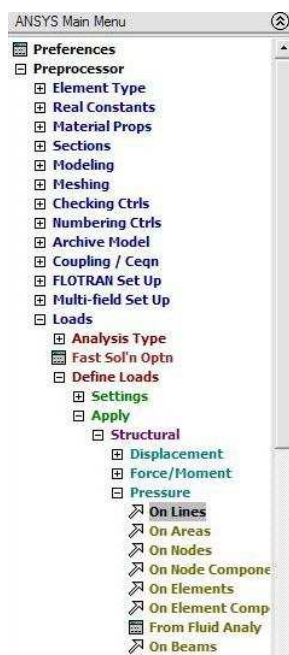 ANSYS Main Menu
Preferences
Preprocessor
Element Type
Real Constants
Material Props
Sections
Modeling
Meshing
Checking Ctrls
Numbering Ctrls
Archive Model
Coupling / Ceqn
FLOTRAN Set Up
Multi-field Set Up
Loads
Analysis Type
Fast Sol'n Optn
Define Loads
Settings
Apply
Structural
Displacement
Force/Moment
Pressure
On Lines
On Areas
On Nodes
On Node Compone
On Elements
On Element Comp
From Fluid Analy
On Beams